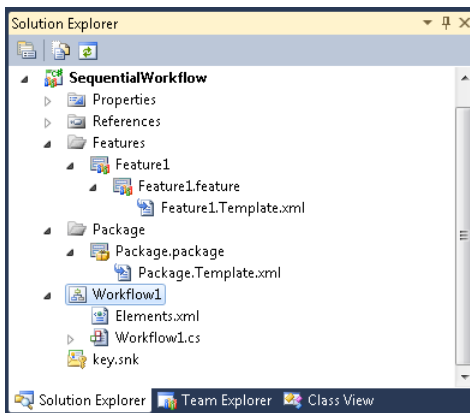 Solution Explorer
SequentialWorkflow
Properties
References
Features
Feature1
Feature1.feature
Feature1.Template.xml
Package
Package.package
Package.Template.xml
Workflow1
Elements.xml
Workflow1.cs
key.snk
Solution Explorer Team Explorer Class View